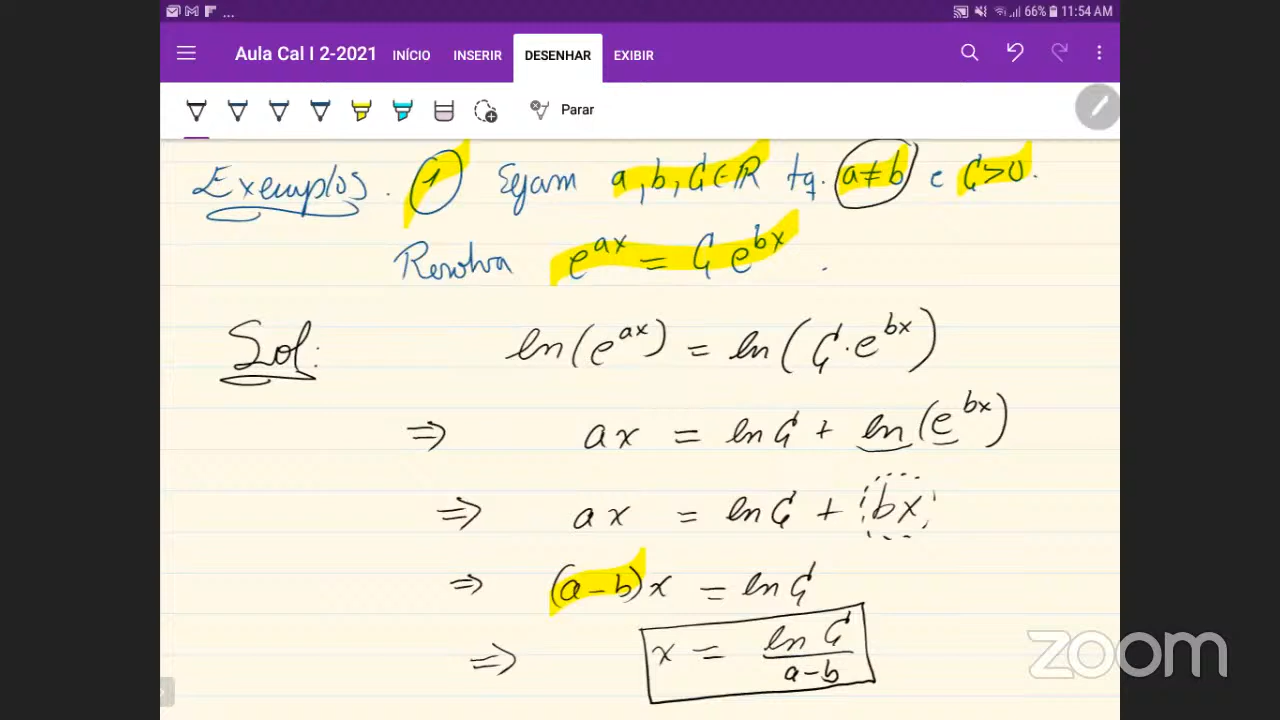 ... 66% 11:54 AM
Aula Cal I 2-2021 INÍCIO INSERIR DESENHAR EXIBIR
Parar
Exemplos. 1 Sejam a, b, C ∈ ℝ tq. a ≠ b e C > 0.
Resolva e^{ax} = C e^{bx}.
Sol:
ln(e^{ax}) = ln(C · e^{bx})
⇒ ax = ln C + ln(e^{bx})
⇒ ax = ln C + bx
⇒ (a - b)x = ln C
⇒ x = ln C / a - b
zoom